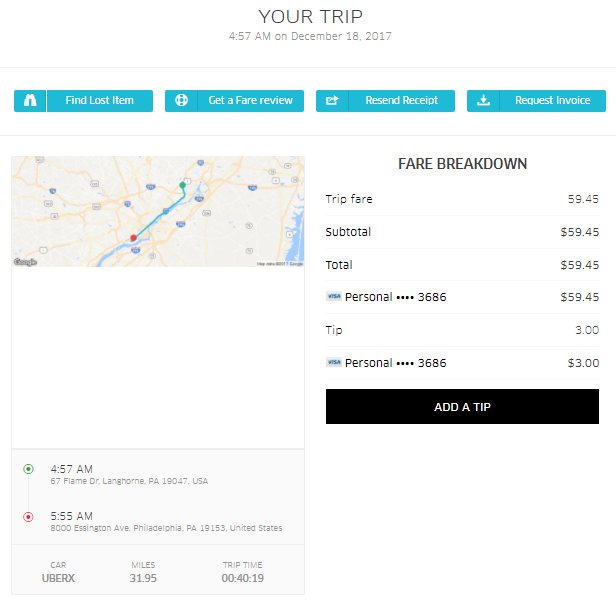 YOUR TRIP
4:57 AM on December 18, 2017
Find Lost Item
Get a Fare review
Resend Receipt
Request Invoice
Google
Map data ©2017 Google
FARE BREAKDOWN
Trip fare 59.45
Subtotal $59.45
Total $59.45
VISA Personal •••• 3686 $59.45
Tip 3.00
VISA Personal •••• 3686 $3.00
ADD A TIP
4:57 AM
67 Flame Dr, Langhorne, PA 19047, USA
5:55 AM
8000 Essington Ave, Philadelphia, PA 19153, United States
CAR MILES TRIP TIME
UBERX 31.95 00:40:19